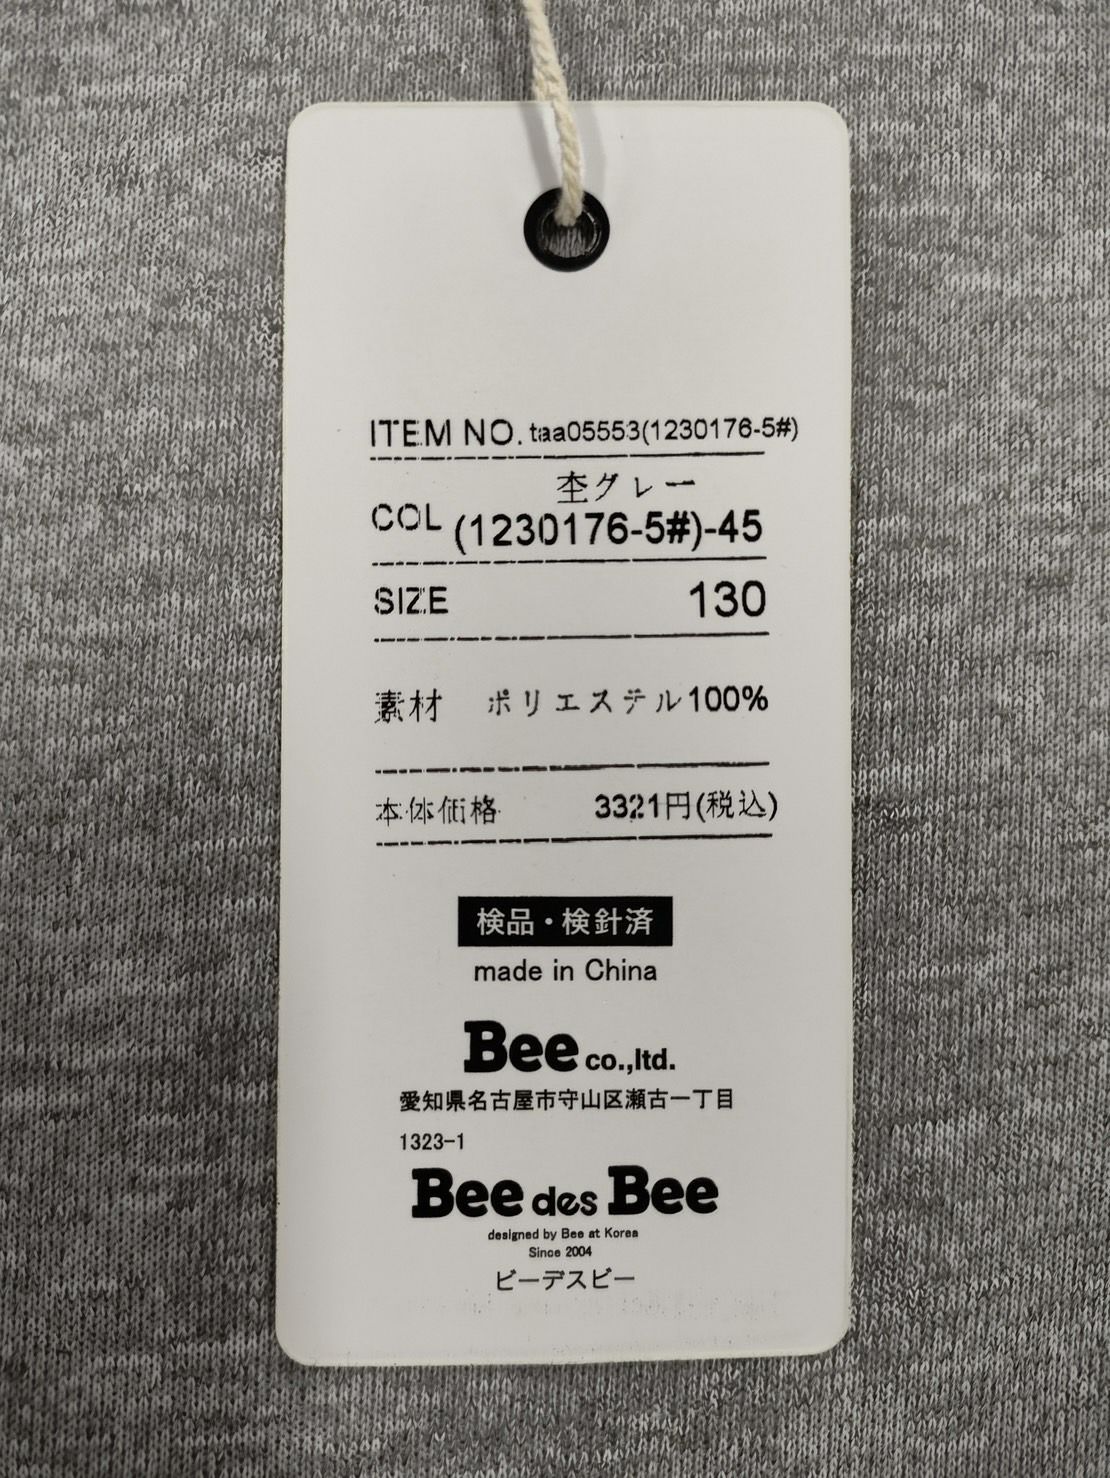 ITEM NO. taa05553(1230176-5#)
杢グレー
COL (1230176-5#)-45
SIZE 130
素材 ポリエステル100%
本体価格 3321円(税込)
検品・検針済
made in China
Bee co.,ltd.
愛知県名古屋市守山区瀬古一丁目
1323-1
Bee des Bee
designed by Bee at Korea
Since 2004
ビーデスビー